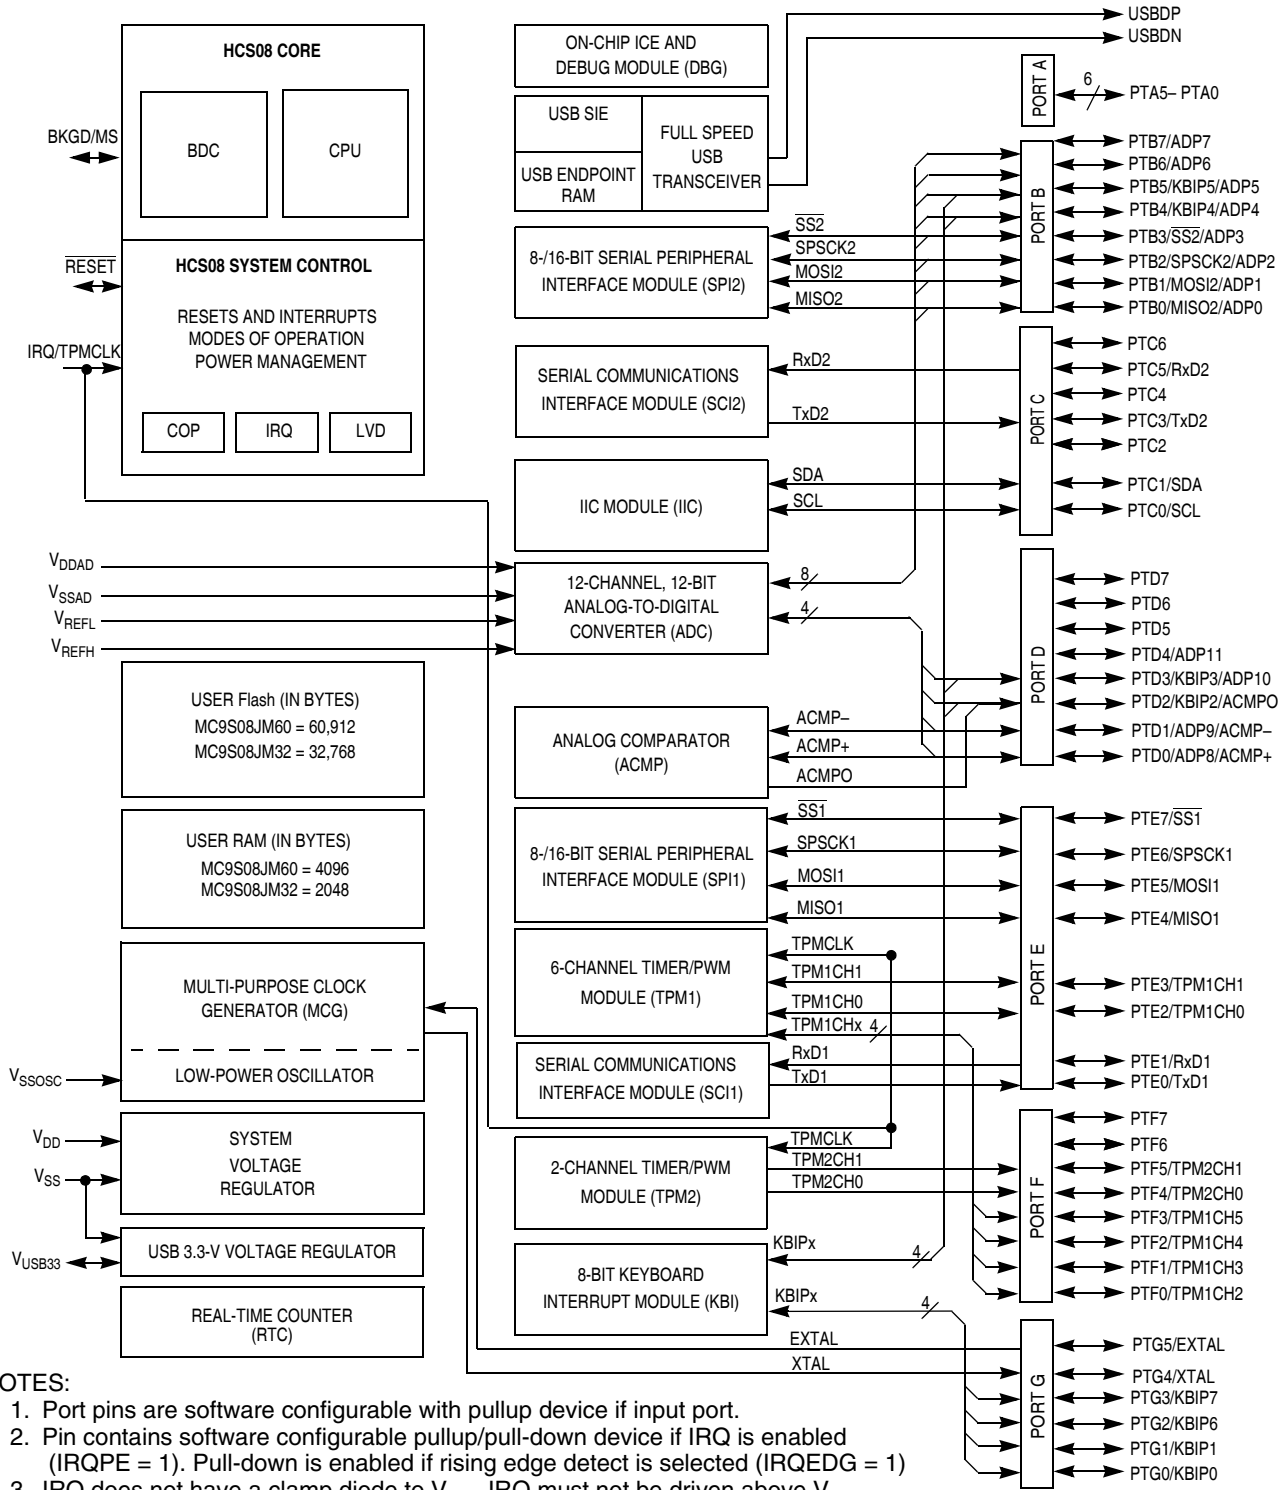 HCS08 CORE
BDC
CPU
BKGD/MS
RESET
HCS08 SYSTEM CONTROL
RESETS AND INTERRUPTS
MODES OF OPERATION
POWER MANAGEMENT
IRQ/TPMCLK
COP
IRQ
LVD
VDDAD
VSSAD
VREFL
VREFH
USER Flash (IN BYTES)
MC9S08JM60 = 60,912
MC9S08JM32 = 32,768
USER RAM (IN BYTES)
MC9S08JM60 = 4096
MC9S08JM32 = 2048
MULTI-PURPOSE CLOCK
GENERATOR (MCG)
LOW-POWER OSCILLATOR
VSSOSC
VDD
VSS
SYSTEM
VOLTAGE
REGULATOR
USB 3.3-V VOLTAGE REGULATOR
VUSB33
REAL-TIME COUNTER
(RTC)
ON-CHIP ICE AND
DEBUG MODULE (DBG)
USB SIE
USB ENDPOINT
RAM
FULL SPEED
USB
TRANSCEIVER
8-/16-BIT SERIAL PERIPHERAL
INTERFACE MODULE (SPI2)
SS2
SPSCK2
MOSI2
MISO2
SERIAL COMMUNICATIONS
INTERFACE MODULE (SCI2)
RxD2
TxD2
IIC MODULE (IIC)
SDA
SCL
12-CHANNEL, 12-BIT
ANALOG-TO-DIGITAL
CONVERTER (ADC)
8
4
ANALOG COMPARATOR
(ACMP)
ACMP–
ACMP+
ACMPO
8-/16-BIT SERIAL PERIPHERAL
INTERFACE MODULE (SPI1)
SS1
SPSCK1
MOSI1
MISO1
6-CHANNEL TIMER/PWM
MODULE (TPM1)
TPMCLK
TPM1CH1
TPM1CH0
TPM1CHx 4
SERIAL COMMUNICATIONS
INTERFACE MODULE (SCI1)
RxD1
TxD1
2-CHANNEL TIMER/PWM
MODULE (TPM2)
TPMCLK
TPM2CH1
TPM2CH0
8-BIT KEYBOARD
INTERRUPT MODULE (KBI)
KBIPx
4
KBIPx
4
EXTAL
XTAL
USBDP
USBDN
PORT A
6
PTA5– PTA0
PORT B
PTB7/ADP7
PTB6/ADP6
PTB5/KBIP5/ADP5
PTB4/KBIP4/ADP4
PTB3/SS2/ADP3
PTB2/SPSCK2/ADP2
PTB1/MOSI2/ADP1
PTB0/MISO2/ADP0
PORT C
PTC6
PTC5/RxD2
PTC4
PTC3/TxD2
PTC2
PTC1/SDA
PTC0/SCL
PORT D
PTD7
PTD6
PTD5
PTD4/ADP11
PTD3/KBIP3/ADP10
PTD2/KBIP2/ACMPO
PTD1/ADP9/ACMP–
PTD0/ADP8/ACMP+
PORT E
PTE7/SS1
PTE6/SPSCK1
PTE5/MOSI1
PTE4/MISO1
PTE3/TPM1CH1
PTE2/TPM1CH0
PTE1/RxD1
PTE0/TxD1
PORT F
PTF7
PTF6
PTF5/TPM2CH1
PTF4/TPM2CH0
PTF3/TPM1CH5
PTF2/TPM1CH4
PTF1/TPM1CH3
PTF0/TPM1CH2
PORT G
PTG5/EXTAL
PTG4/XTAL
PTG3/KBIP7
PTG2/KBIP6
PTG1/KBIP1
PTG0/KBIP0
OTES:
1. Port pins are software configurable with pullup device if input port.
2. Pin contains software configurable pullup/pull-down device if IRQ is enabled
(IRQPE = 1). Pull-down is enabled if rising edge detect is selected (IRQEDG = 1)
3. IRQ does not have a clamp diode to V IRQ must not be driven above V